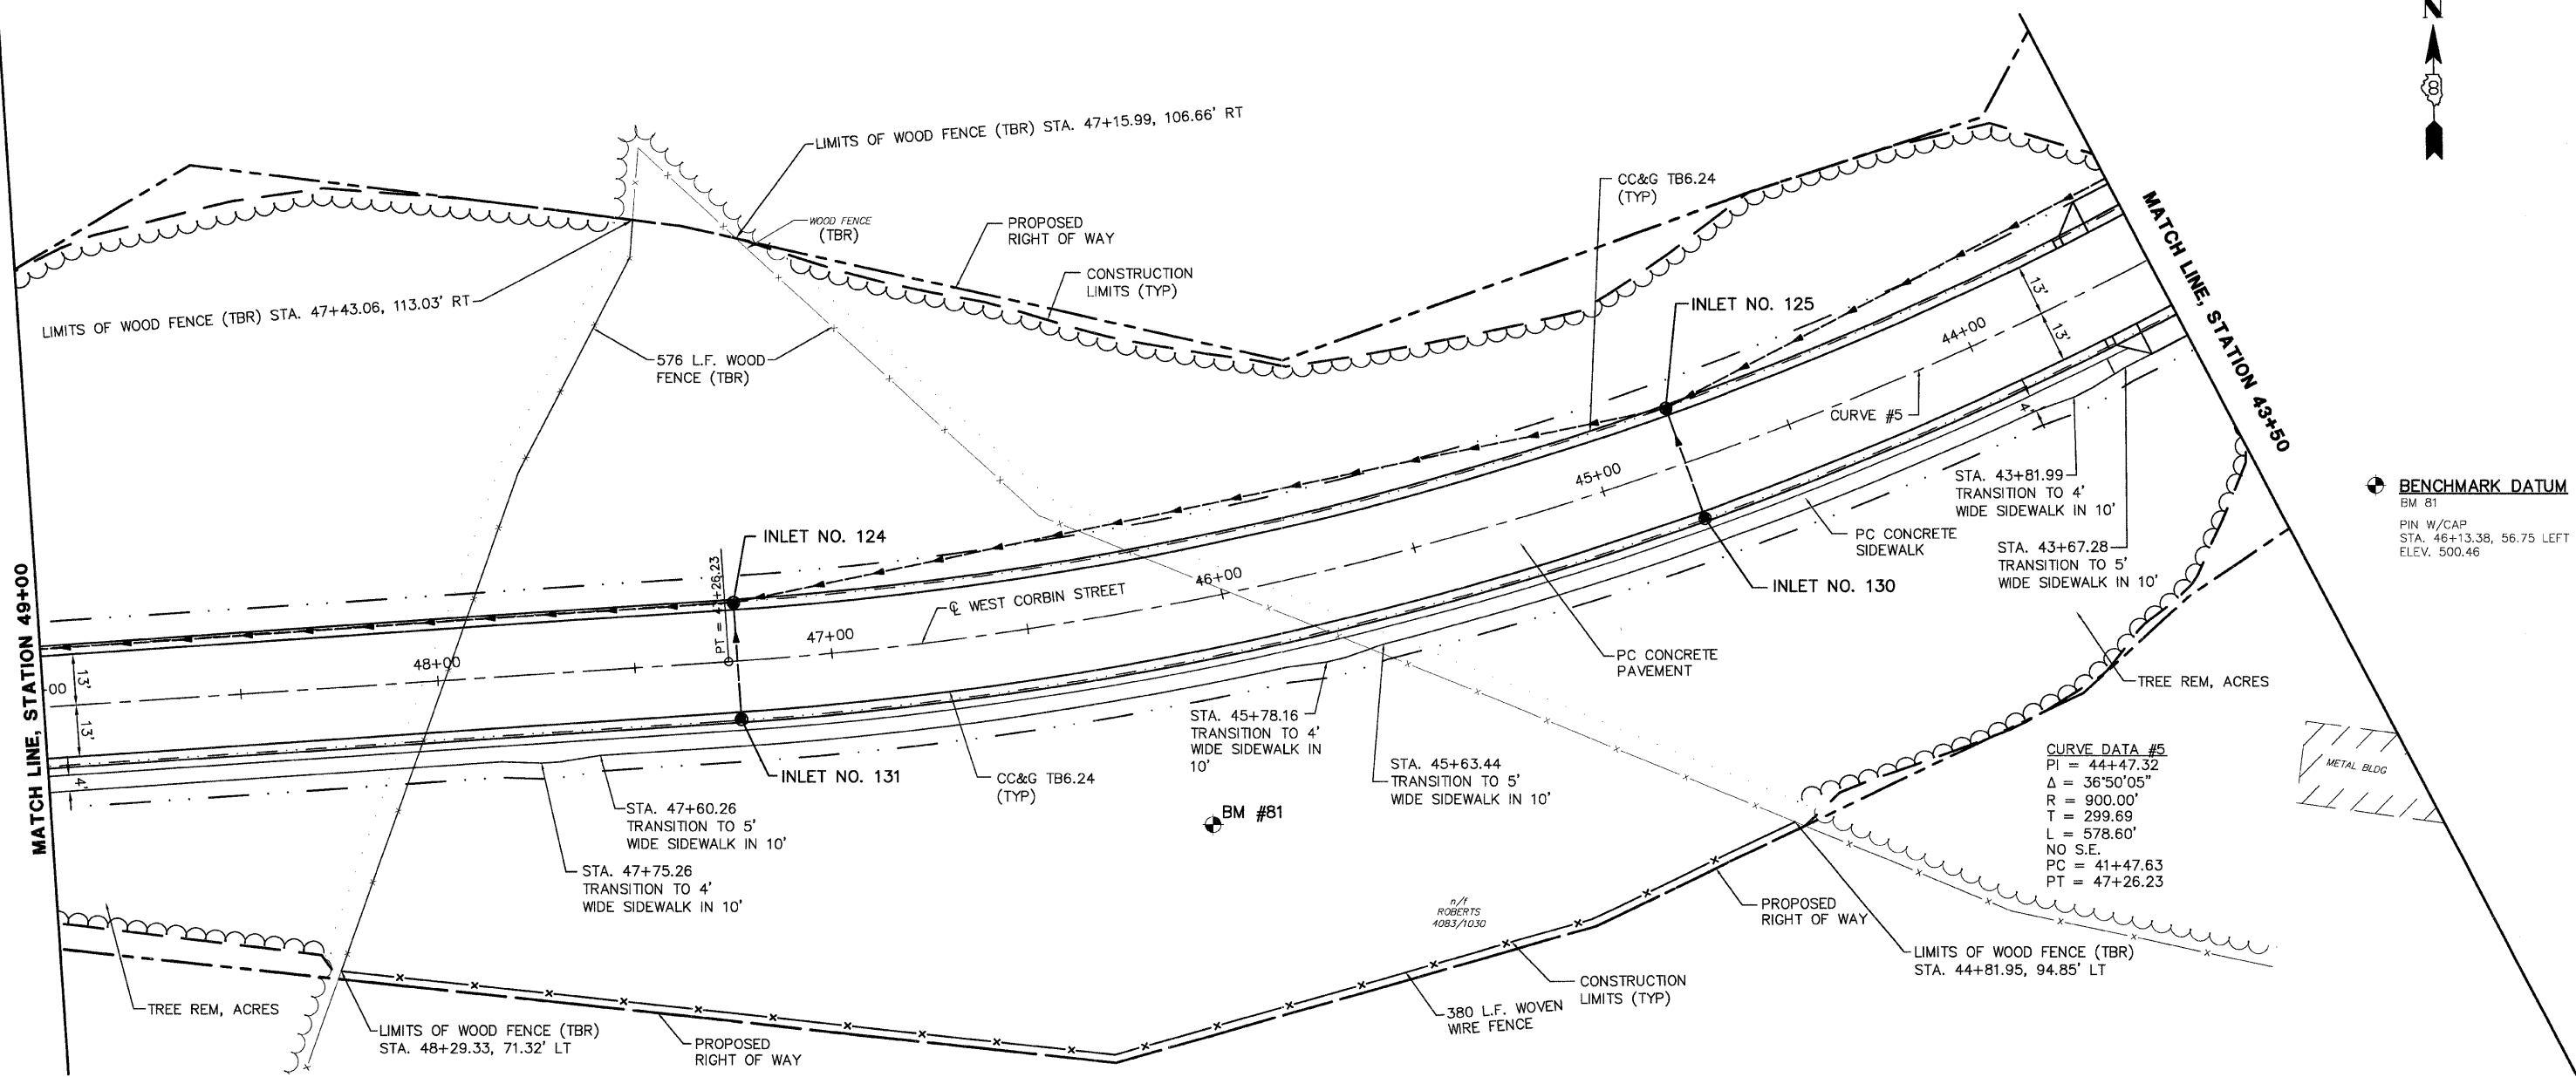 N
8
LIMITS OF WOOD FENCE (TBR) STA. 47+15.99, 106.66' RT
CC&G TB6.24
(TYP)
WOOD FENCE
(TBR)
PROPOSED
RIGHT OF WAY
CONSTRUCTION
LIMITS (TYP)
LIMITS OF WOOD FENCE (TBR) STA. 47+43.06, 113.03' RT
576 L.F. WOOD
FENCE (TBR)
INLET NO. 125
13'
13'
44+00
CURVE #5
MATCH LINE, STATION 43+50
45+00
4'
STA. 43+81.99
TRANSITION TO 4'
WIDE SIDEWALK IN 10'
BENCHMARK DATUM
BM 81
PIN W/CAP
STA. 46+13.38, 56.75 LEFT
ELEV. 500.46
PC CONCRETE
SIDEWALK
STA. 43+67.28
TRANSITION TO 5'
WIDE SIDEWALK IN 10'
INLET NO. 124
INLET NO. 130
PT = 47+26.23
46+00
℄ WEST CORBIN STREET
47+00
48+00
00
13'
13'
4'
MATCH LINE, STATION 49+00
PC CONCRETE
PAVEMENT
TREE REM, ACRES
STA. 45+78.16
TRANSITION TO 4'
WIDE SIDEWALK IN
10'
STA. 45+63.44
TRANSITION TO 5'
WIDE SIDEWALK IN 10'
INLET NO. 131
CC&G TB6.24
(TYP)
STA. 47+60.26
TRANSITION TO 5'
WIDE SIDEWALK IN 10'
BM #81
STA. 47+75.26
TRANSITION TO 4'
WIDE SIDEWALK IN 10'
METAL BLDG
CURVE DATA #5
PI = 44+47.32
Δ = 36°50'05"
R = 900.00'
T = 299.69
L = 578.60'
NO S.E.
PC = 41+47.63
PT = 47+26.23
n/f
ROBERTS
4083/1030
PROPOSED
RIGHT OF WAY
LIMITS OF WOOD FENCE (TBR)
STA. 44+81.95, 94.85' LT
CONSTRUCTION
LIMITS (TYP)
380 L.F. WOVEN
WIRE FENCE
TREE REM, ACRES
LIMITS OF WOOD FENCE (TBR)
STA. 48+29.33, 71.32' LT
PROPOSED
RIGHT OF WAY